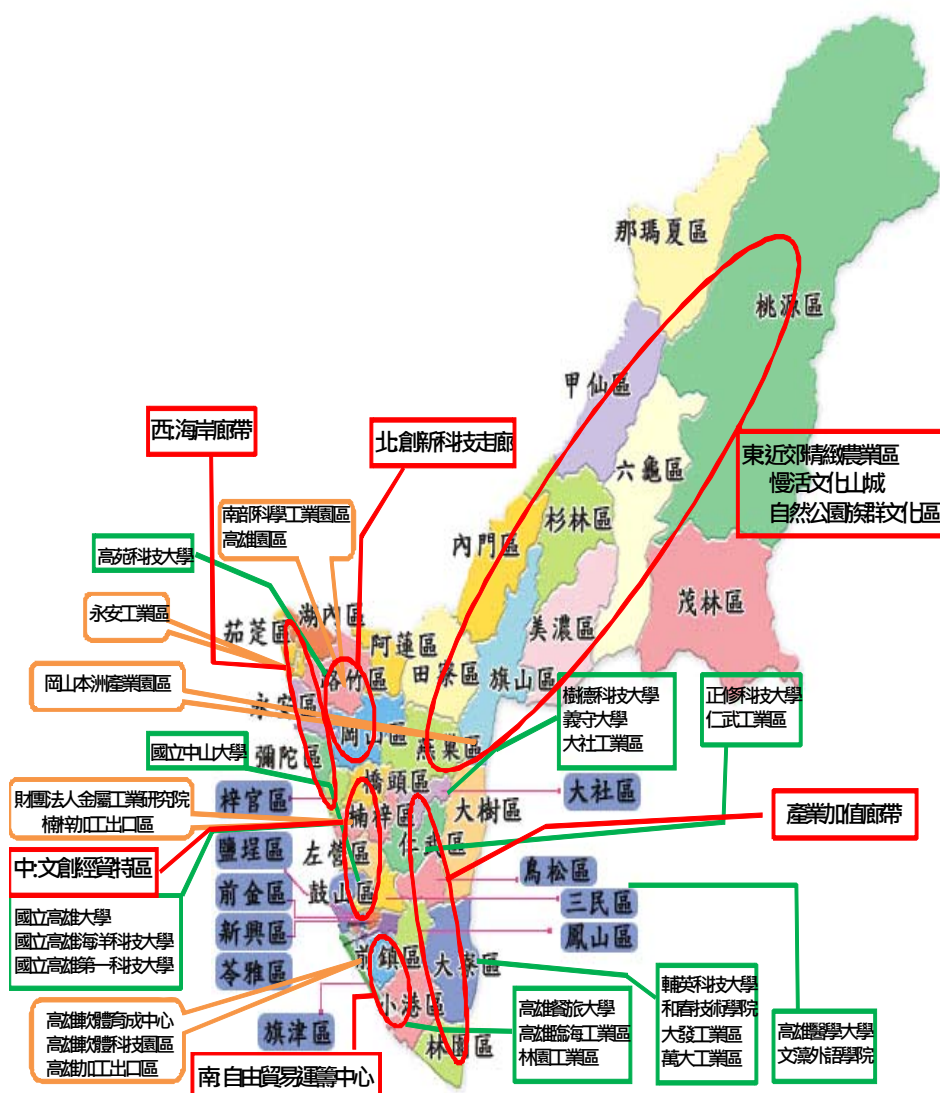 那瑪夏區
桃源區
甲仙區
六龜區
杉林區
內門區
茂林區
美濃區
旗山區
西:海岸廊帶
北:創新科技走廊
東:近郊精緻農業區
慢活文化山城
自然公園族群文化區
南部科學工業園區
高雄園區
高苑科技大學
永安工業區
岡山本洲產業園區
國立中山大學
財團法人金屬工業研究院
楠梓加工出口區
中:文創經貿特區
國立高雄大學
國立高雄海洋科技大學
國立高雄第一科技大學
高雄軟體育成中心
高雄軟體科技園區
高雄加工出口區
南:自由貿易運籌中心
樹德科技大學
義守大學
大社工業區
正修科技大學
仁武工業區
產業加值廊帶
高雄餐旅大學
高雄臨海工業區
林園工業區
輔英科技大學
和春技術學院
大發工業區
萬大工業區
高雄醫學大學
文藻外語學院
湖內區
茄萣區
阿蓮區
路竹區
田寮區
永安區
岡山區
燕巢區
彌陀區
橋頭區
梓官區
大社區
楠梓區
大樹區
仁武區
左營區
鹽埕區
鼓山區
鳥松區
前金區
三民區
新興區
鳳山區
苓雅區
前鎮區
大寮區
小港區
旗津區
林園區